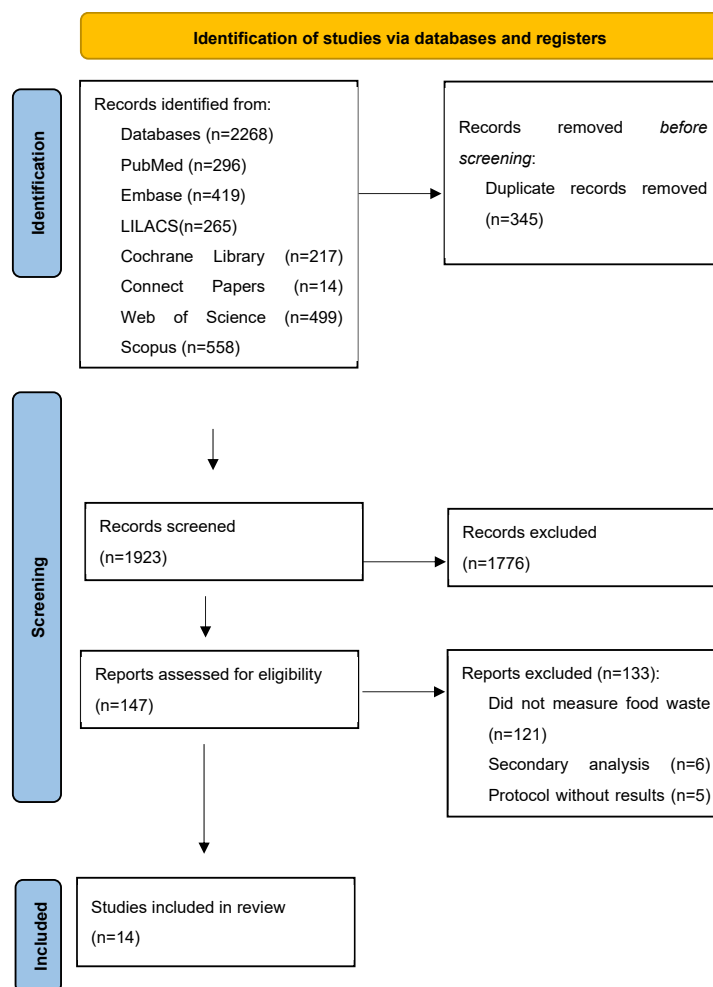 Identification of studies via databases and registers
Identification
Records identified from:
Databases (n=2268)
PubMed (n=296)
Embase (n=419)
LILACS(n=265)
Cochrane Library (n=217)
Connect Papers (n=14)
Web of Science (n=499)
Scopus (n=558)
Records removed before
screening:
Duplicate records removed
(n=345)
Screening
Records screened
(n=1923)
Records excluded
(n=1776)
Reports assessed for eligibility
(n=147)
Reports excluded (n=133):
Did not measure food waste
(n=121)
Secondary analysis (n=6)
Protocol without results (n=5)
Included
Studies included in review
(n=14)